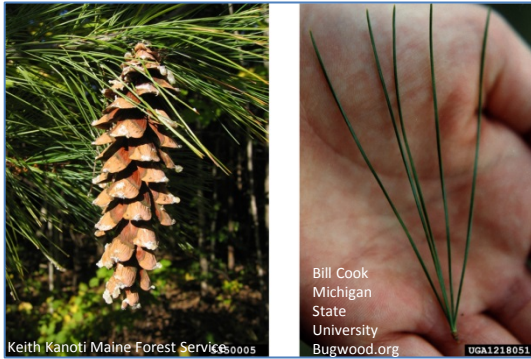 Keith Kanoti Maine Forest Service
5350005
Bill Cook
Michigan
State
University
Bugwood.org
UGA1218051